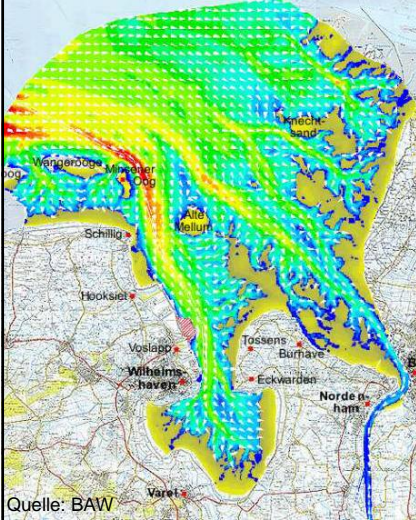 Knecht-
sand
Wangerooge
Minsener
Oog
oog
Alte
Mellum
Schillig
Hooksiel
Voslapp
Tossens
Burhave
Wilhelms-
haven
Eckwarden
Norden-
ham
B
Varel
Quelle: BAW